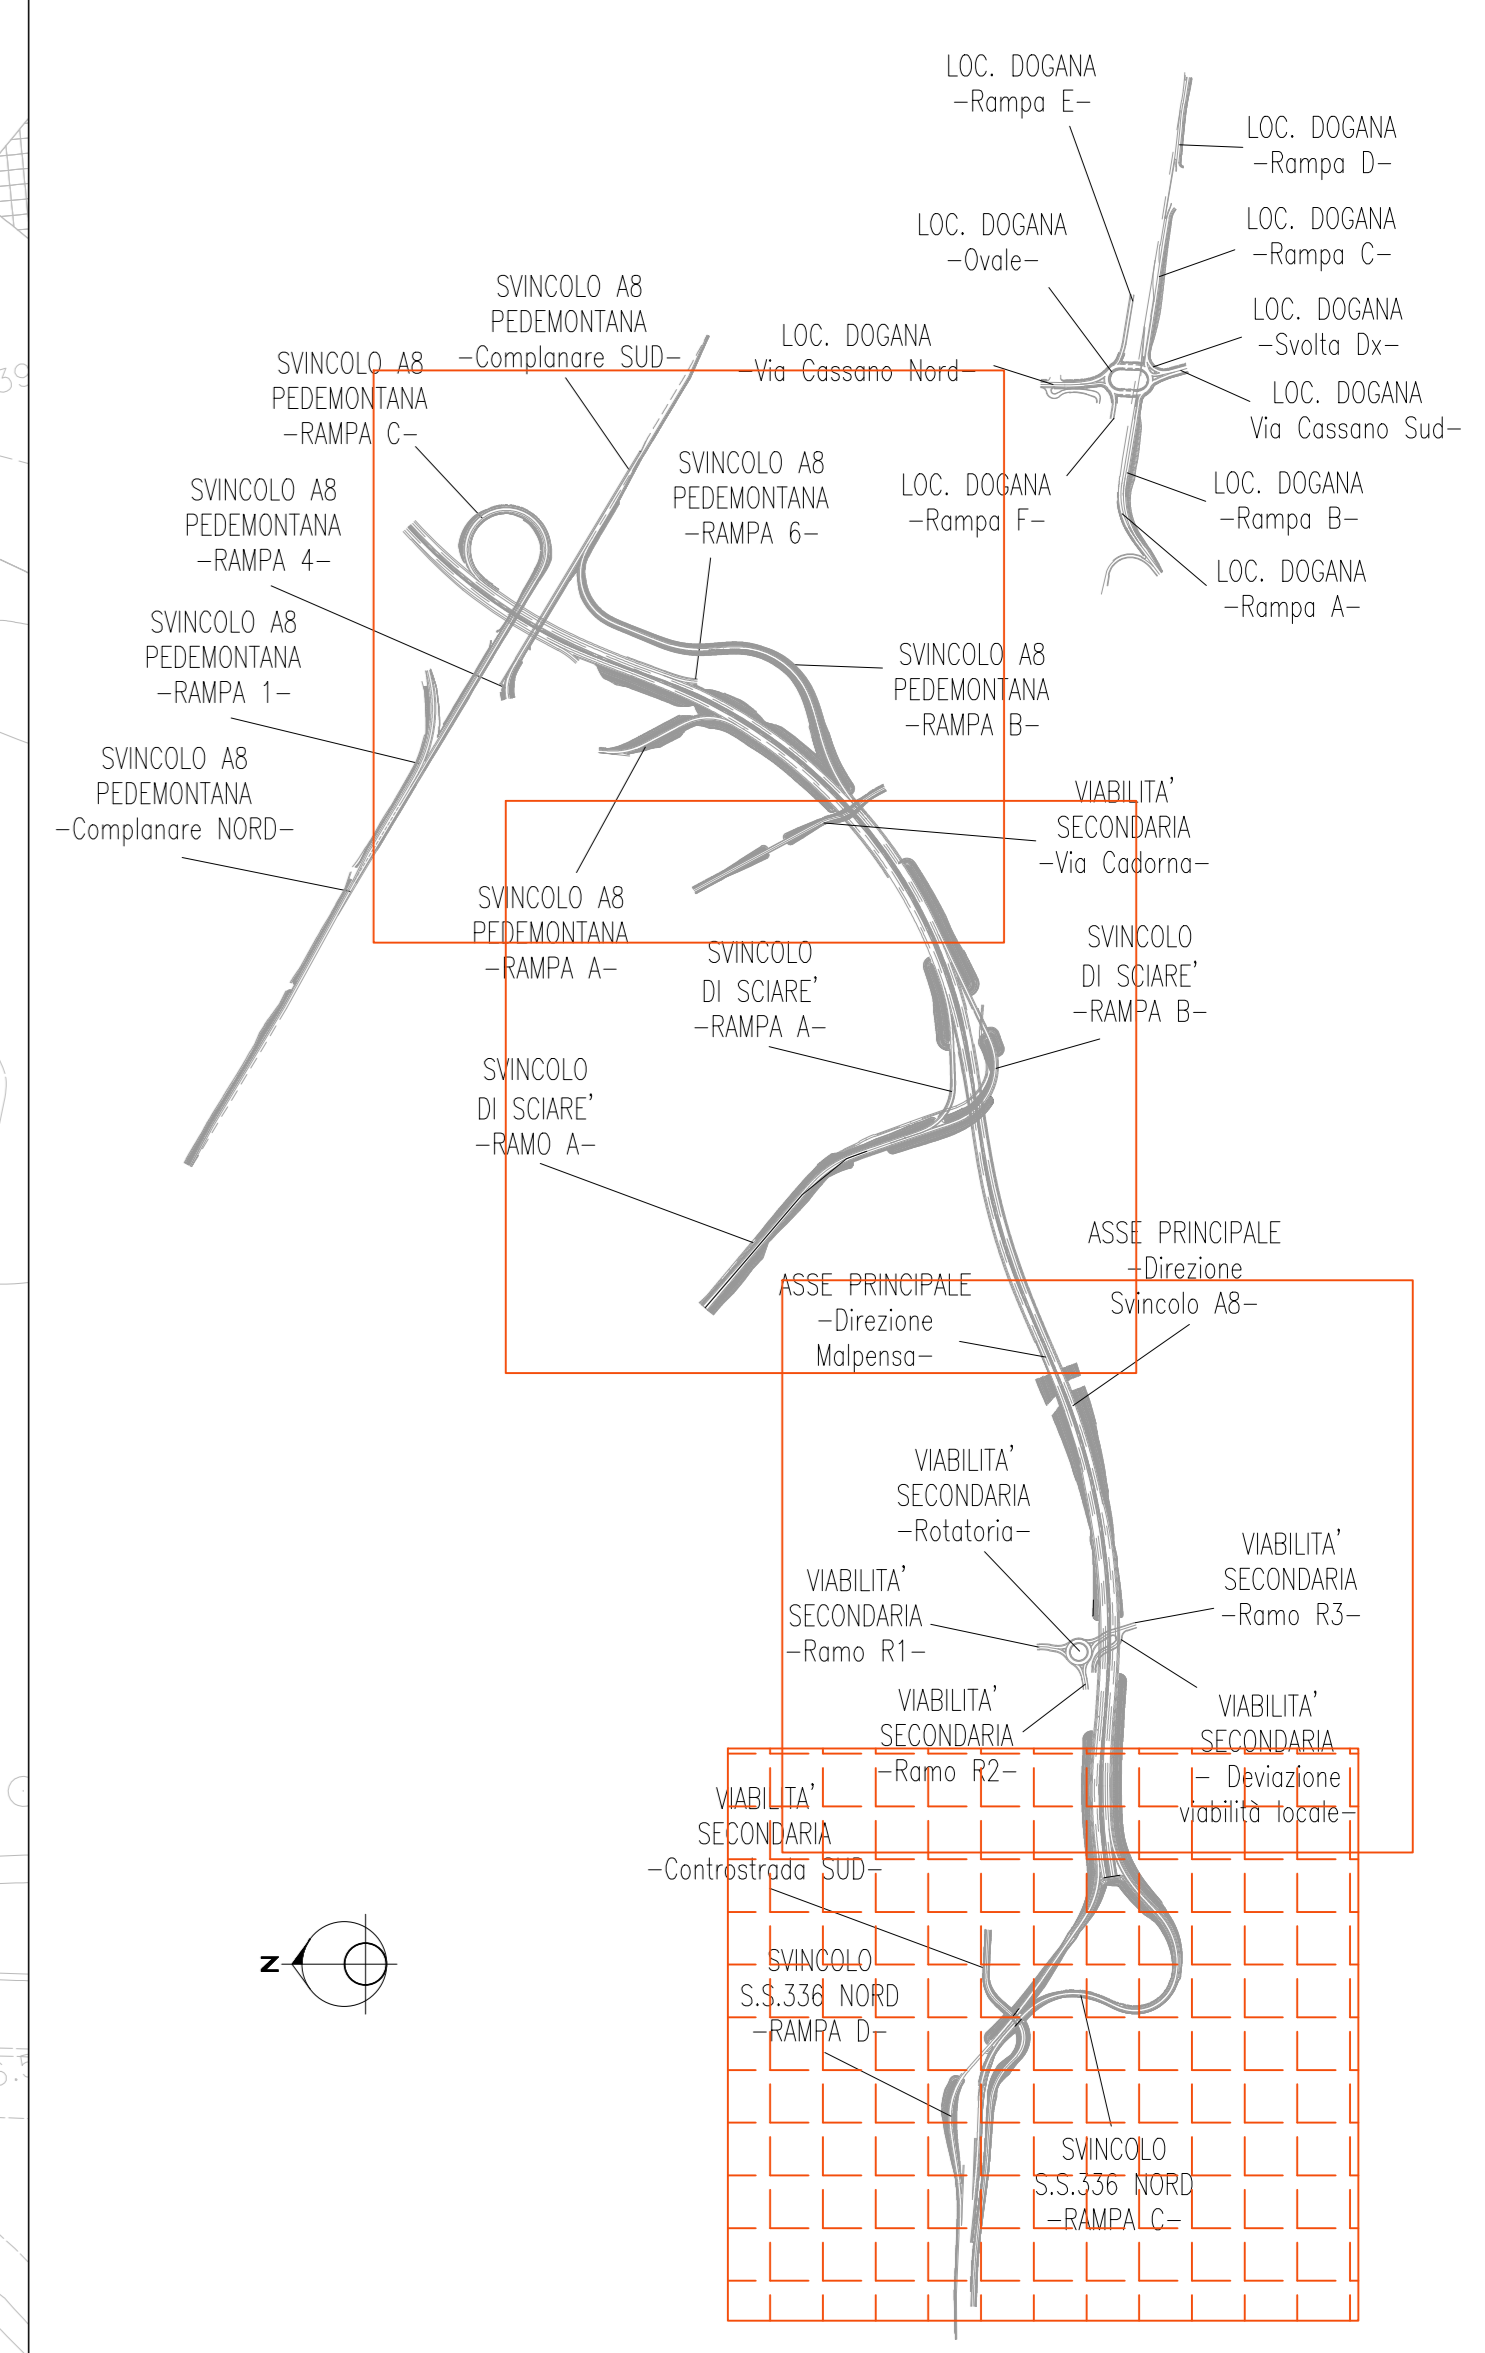 LOC. DOGANA
-Rampa E-
LOC. DOGANA
-Rampa D-
LOC. DOGANA
-Ovale-
LOC. DOGANA
-Rampa C-
SVINCOLO A8
PEDEMONTANA
-Complanare SUD-
LOC. DOGANA
-Via Cassano Nord-
LOC. DOGANA
-Svolta Dx-
SVINCOLO A8
PEDEMONTANA
-RAMPA C-
LOC. DOGANA
Via Cassano Sud-
SVINCOLO A8
PEDEMONTANA
-RAMPA 4-
SVINCOLO A8
PEDEMONTANA
-RAMPA 6-
LOC. DOGANA
-Rampa F-
LOC. DOGANA
-Rampa B-
LOC. DOGANA
-Rampa A-
SVINCOLO A8
PEDEMONTANA
-RAMPA 1-
SVINCOLO A8
PEDEMONTANA
-RAMPA B-
SVINCOLO A8
PEDEMONTANA
-Complanare NORD-
VIABILITA'
SECONDARIA
-Via Cadorna-
SVINCOLO A8
PEDEMONTANA
-RAMPA A-
SVINCOLO
DI SCIARE'
-RAMPA A-
SVINCOLO
DI SCIARE'
-RAMPA B-
SVINCOLO
DI SCIARE'
-RAMO A-
ASSE PRINCIPALE
-Direzione
Svincolo A8-
ASSE PRINCIPALE
-Direzione
Malpensa-
VIABILITA'
SECONDARIA
-Rotatoria-
VIABILITA'
SECONDARIA
-Ramo R3-
VIABILITA'
SECONDARIA
-Ramo R1-
VIABILITA'
SECONDARIA
-Ramo R2-
VIABILITA'
SECONDARIA
- Deviazione
viabilità locale-
VIABILITA'
SECONDARIA
-Controstrada SUD-
N
SVINCOLO
S.S.336 NORD
-RAMPA D-
SVINCOLO
S.S.336 NORD
-RAMPA C-